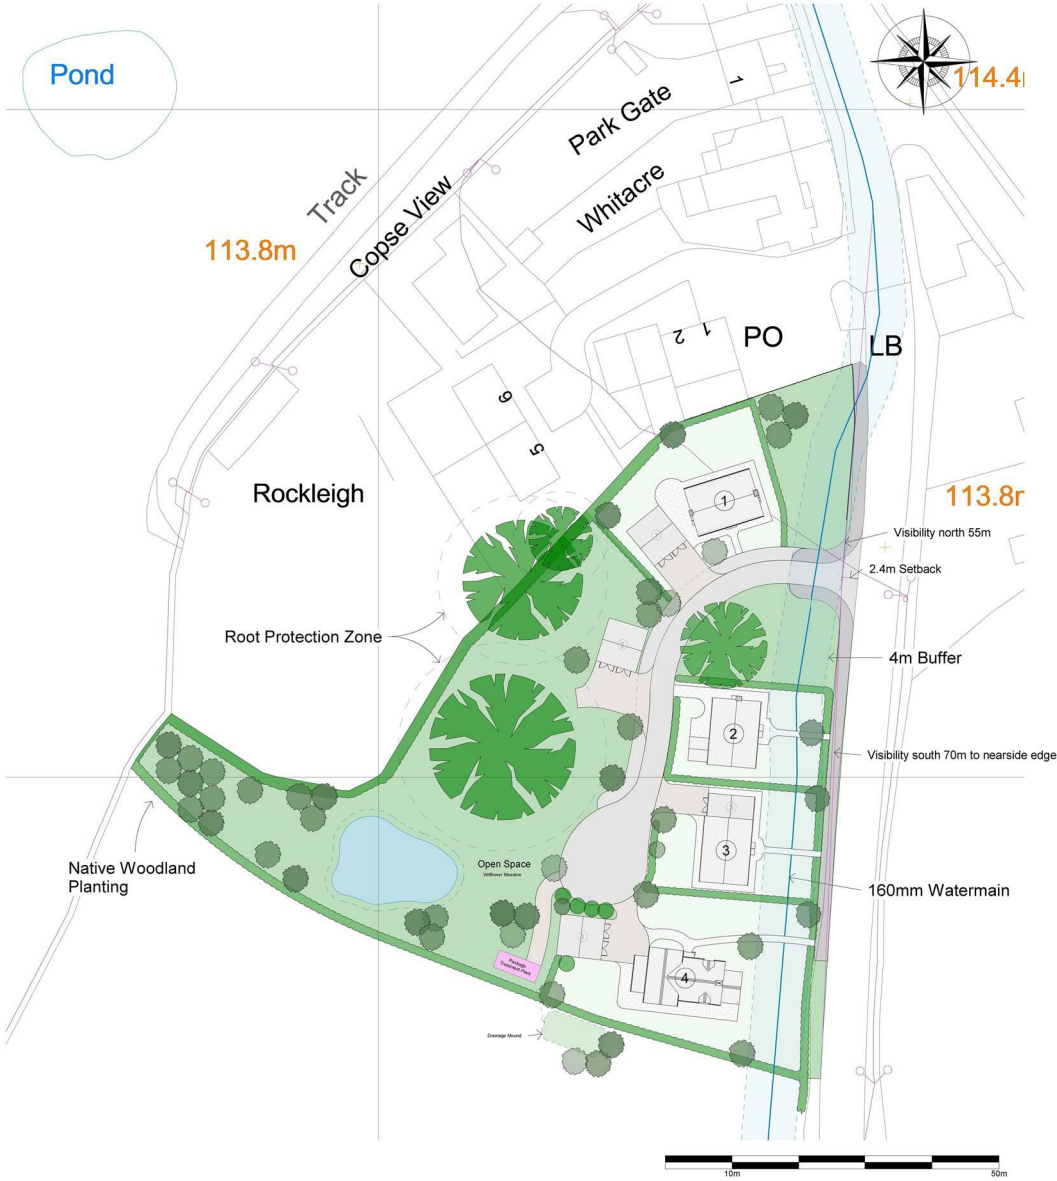 Pond
114.4
1
Park Gate
Whitacre
Track
Copse View
113.8m
2 1
PO
LB
9
5
Rockleigh
113.8
1
Visibility north 55m
2.4m Setback
Root Protection Zone
4m Buffer
2
Visibility south 70m to nearside edge
3
Native Woodland
Planting
Open Space
Wildflower Meadow
160mm Watermain
Package
Treatment Plant
4
Drainage Mound
10m
50m